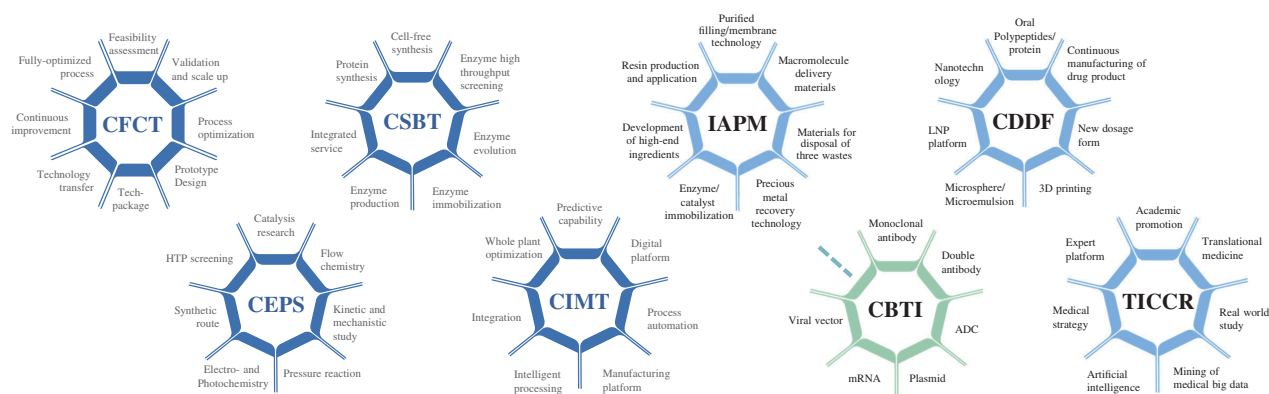 Feasibility
assessment
Fully-optimized
process
Validation
and scale up
Continuous
improvement
CFCT
Process
optimization
Technology
transfer
Prototype
Design
Tech-
package
Cell-free
synthesis
Protein
synthesis
Enzyme high
throughput
screening
CSBT
Integrated
service
Enzyme
evolution
Enzyme
production
Enzyme
immobilization
Purified
filling/membrane
technology
Resin production
and application
Macromolecule
delivery
materials
IAPM
Development
of high-end
ingredients
Materials for
disposal of
three wastes
Enzyme/
catalyst
immobilization
Precious
metal
recovery
technology
Oral
Polypeptides/
protein
Nanotechn
ology
Continuous
manufacturing of
drug product
CDDF
LNP
platform
New dosage
form
Microsphere/
Microemulsion
3D printing
Catalysis
research
HTP screening
Flow
chemistry
CEPS
Synthetic
route
Kinetic and
mechanistic
study
Electro- and
Photochemistry
Pressure reaction
Predictive
capability
Whole plant
optimization
Digital
platform
CIMT
Integration
Process
automation
Intelligent
processing
Manufacturing
platform
Monoclonal
antibody
Double
antibody
CBTI
Viral vector
ADC
mRNA
Plasmid
Academic
promotion
Expert
platform
Translational
medicine
TICCR
Medical
strategy
Real world
study
Artificial
intelligence
Mining of
medical big data